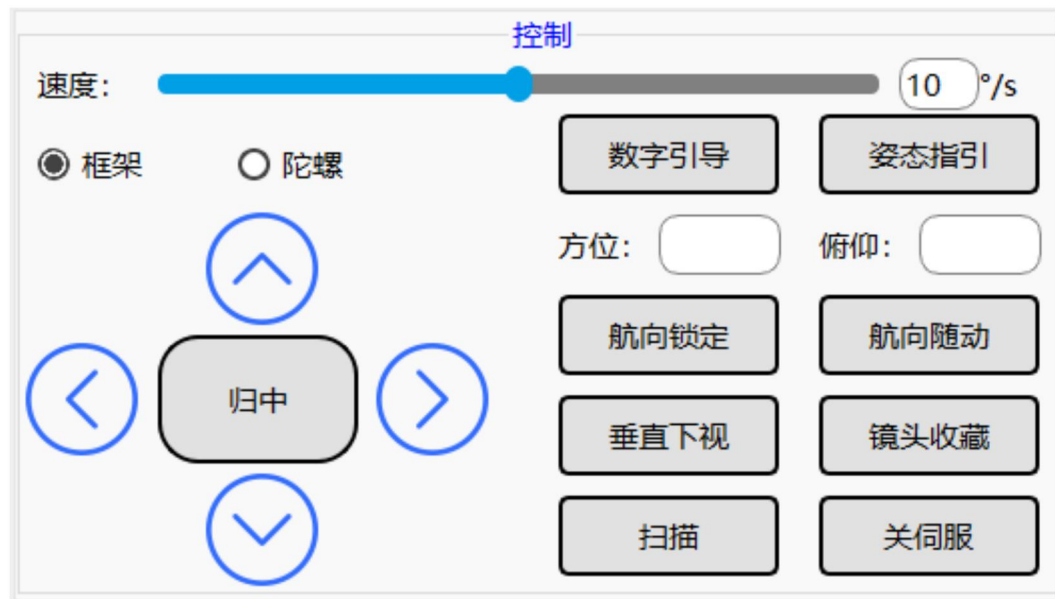 控制
速度： 10 °/s
框架 陀螺 数字引导 姿态指引
方位： 俯仰：
航向锁定 航向随动
归中
垂直下视 镜头收藏
扫描 关伺服